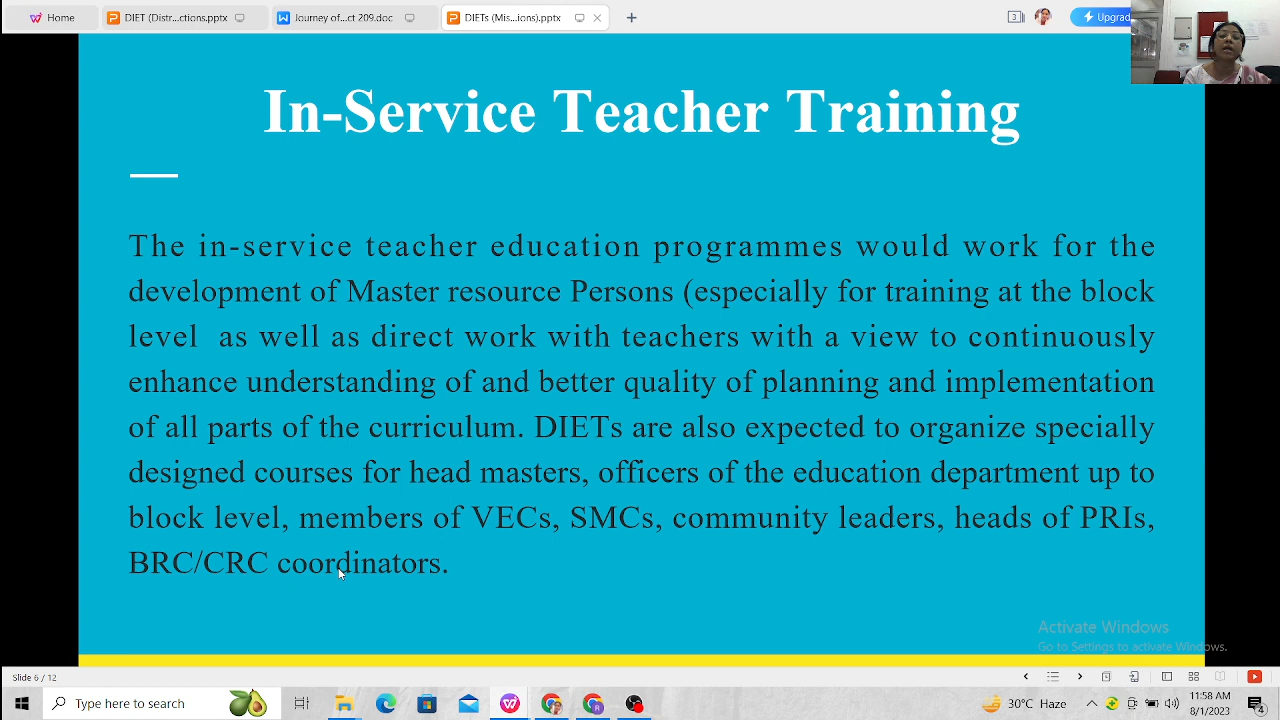 Home
DIET (Distr...ctions.pptx
Journey of ct 209.doc
DIETs (Mis...ions).pptx
3
Upgrad
In-Service Teacher Training
The in-service teacher education programmes would work for the
development of Master resource Persons (especially for training at the block
level as well as direct work with teachers with a view to continuously
enhance understanding of and better quality of planning and implementation
of all parts of the curriculum. DIETs are also expected to organize specially
designed courses for head masters, officers of the education department up to
block level, members of VECs, SMCs, community leaders, heads of PRIs,
BRC/CRC coordinators.
Activate Windows
Go to Settings to activate Windows.
Slide 6 / 12
Type here to search
30°C Haze
11:58 AM
8/1/2023
4